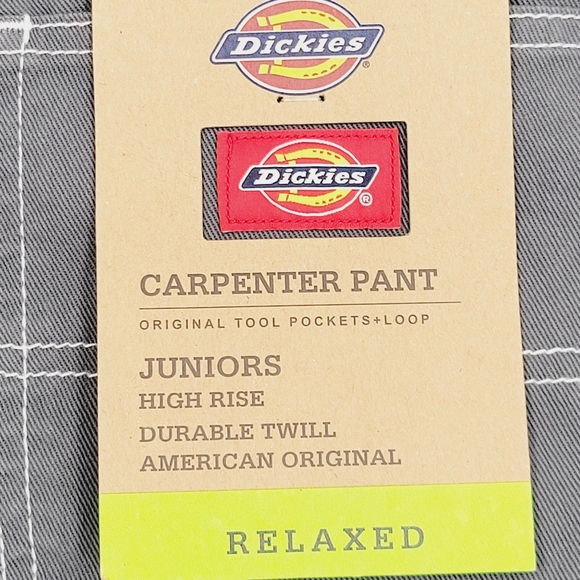 Dickies®
Dickies®
CARPENTER PANT
ORIGINAL TOOL POCKETS+LOOP
JUNIORS
HIGH RISE
DURABLE TWILL
AMERICAN ORIGINAL
RELAXED